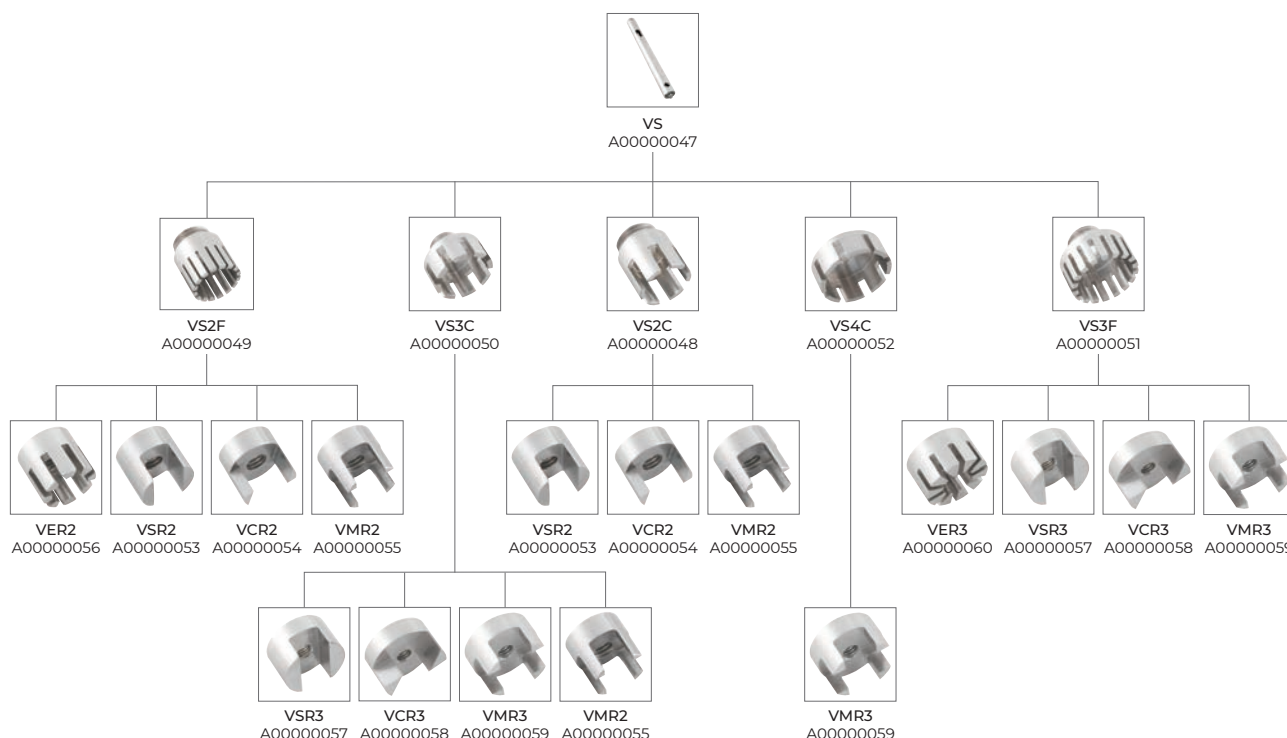 VS
A00000047
VS2F
A00000049
VS3C
A00000050
VS2C
A00000048
VS4C
A00000052
VS3F
A00000051
VER2
A00000056
VSR2
A00000053
VCR2
A00000054
VMR2
A00000055
VSR2
A00000053
VCR2
A00000054
VMR2
A00000055
VER3
A00000060
VSR3
A00000057
VCR3
A00000058
VMR3
A00000059
VSR3
A00000057
VCR3
A00000058
VMR3
A00000059
VMR2
A00000055
VMR3
A00000059